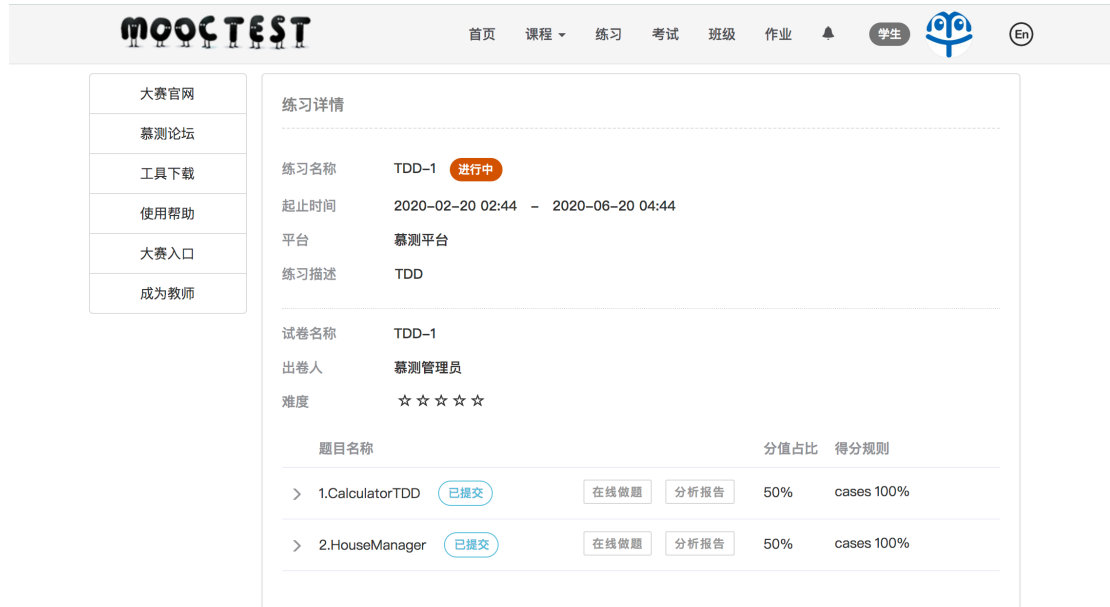 MOOCTEST 首页 课程 练习 考试 班级 作业 学生 En
大赛官网
慕测论坛
工具下载
使用帮助
大赛入口
成为教师
练习详情
练习名称 TDD-1 进行中
起止时间 2020-02-20 02:44 - 2020-06-20 04:44
平台 慕测平台
练习描述 TDD
试卷名称 TDD-1
出卷人 慕测管理员
难度 ☆☆☆☆☆
题目名称 分值占比 得分规则
1.CalculatorTDD 已提交 在线做题 分析报告 50% cases 100%
2.HouseManager 已提交 在线做题 分析报告 50% cases 100%